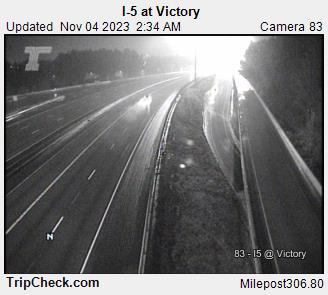 I-5 at Victory
Updated Nov 04 2023 2:34 AM Camera 83
T
N
83 - I5 @ Victory
TripCheck.com Milepost306.80